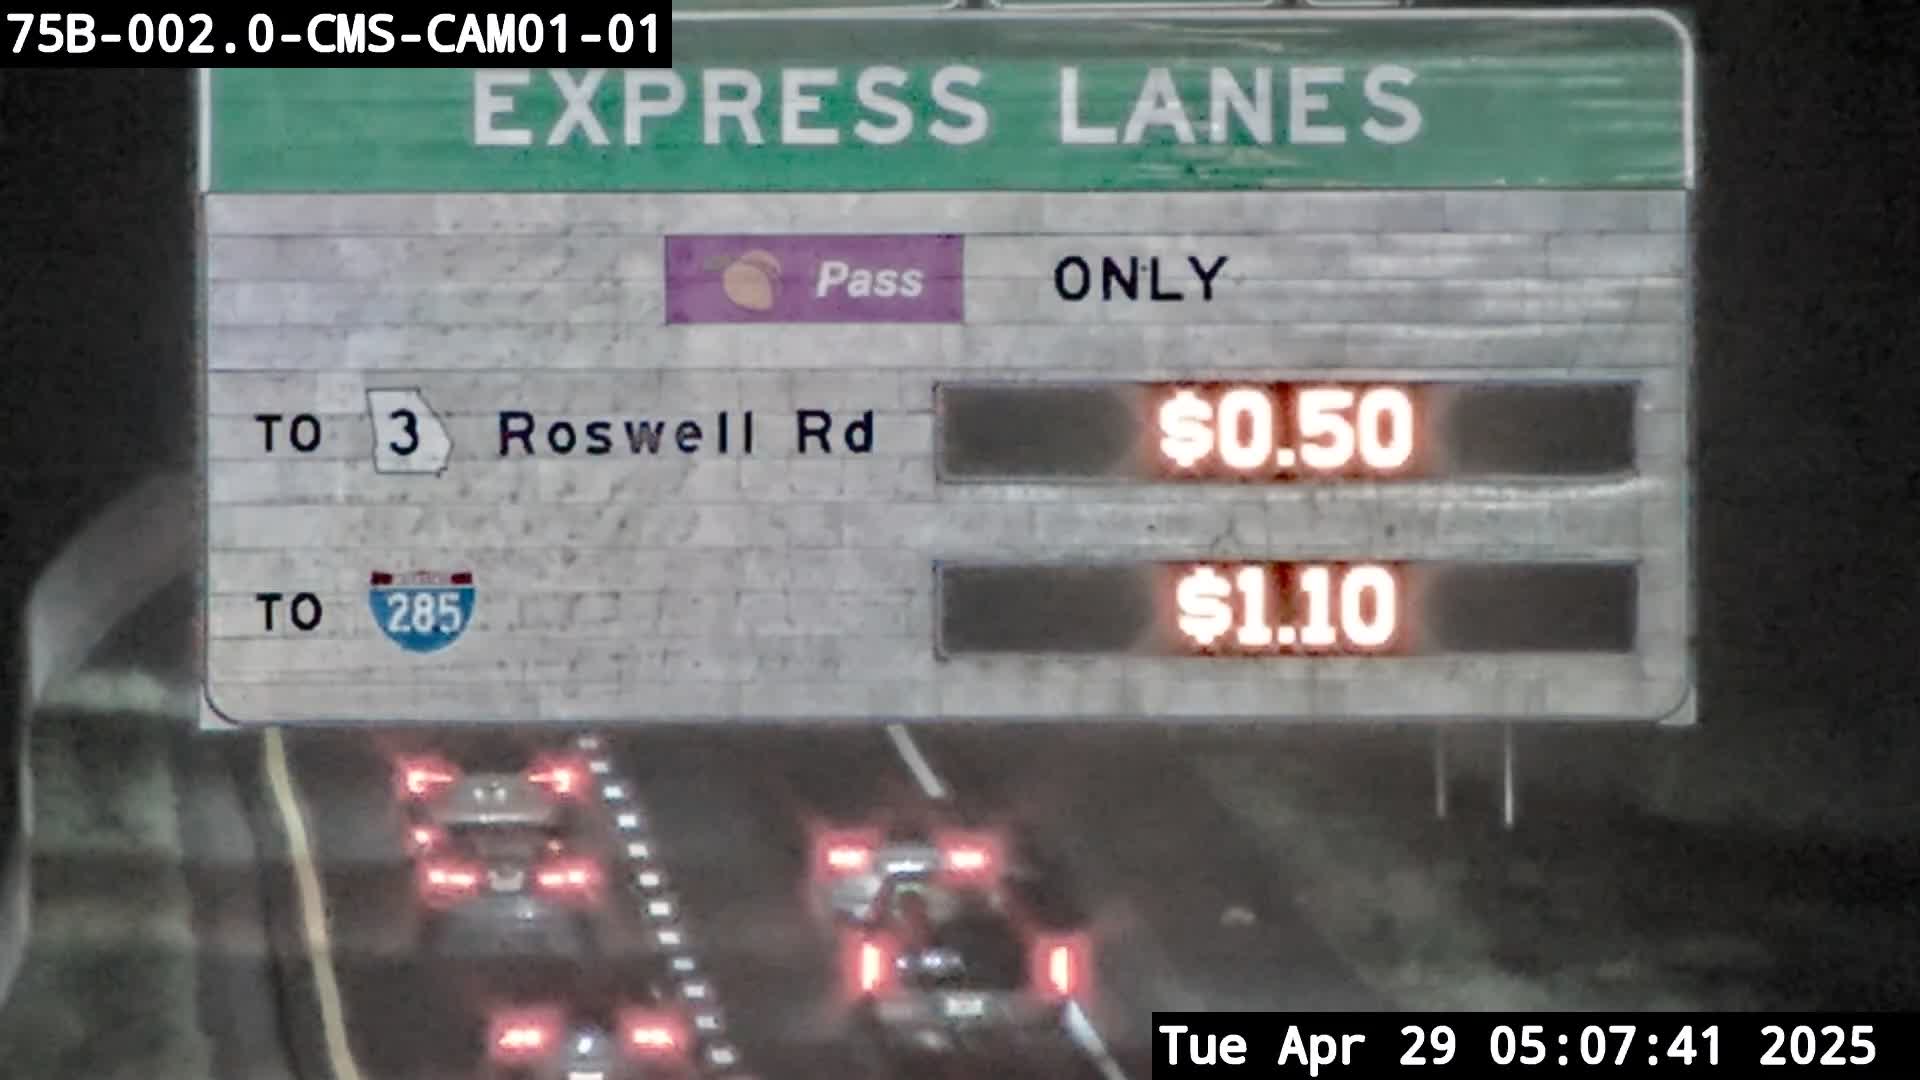 75B-002.0-CMS-CAM01-01
EXPRESS LANES
Pass ONLY
TO 3 Roswell Rd $0.50
TO 285 $1.10
Tue Apr 29 05:07:41 2025